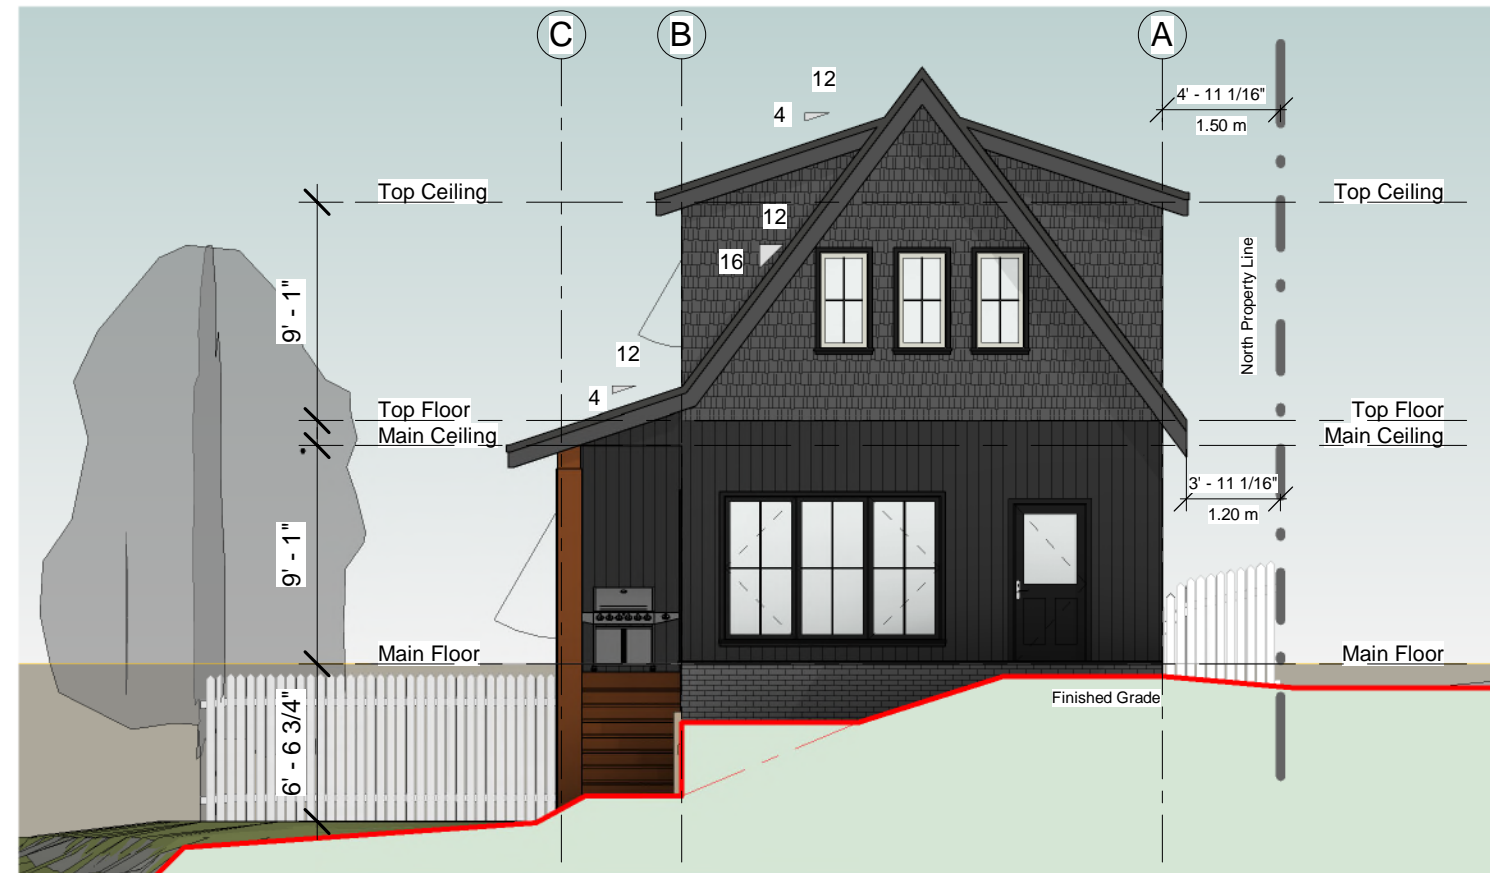 C
B
A
12
4
4' - 11 1/16"
1.50 m
Top Ceiling
Top Ceiling
12
16
9' - 1"
North Property Line
12
4
Top Floor
Top Floor
Main Ceiling
Main Ceiling
3' - 11 1/16"
1.20 m
9' - 1"
Main Floor
Main Floor
Finished Grade
6' - 6 3/4"